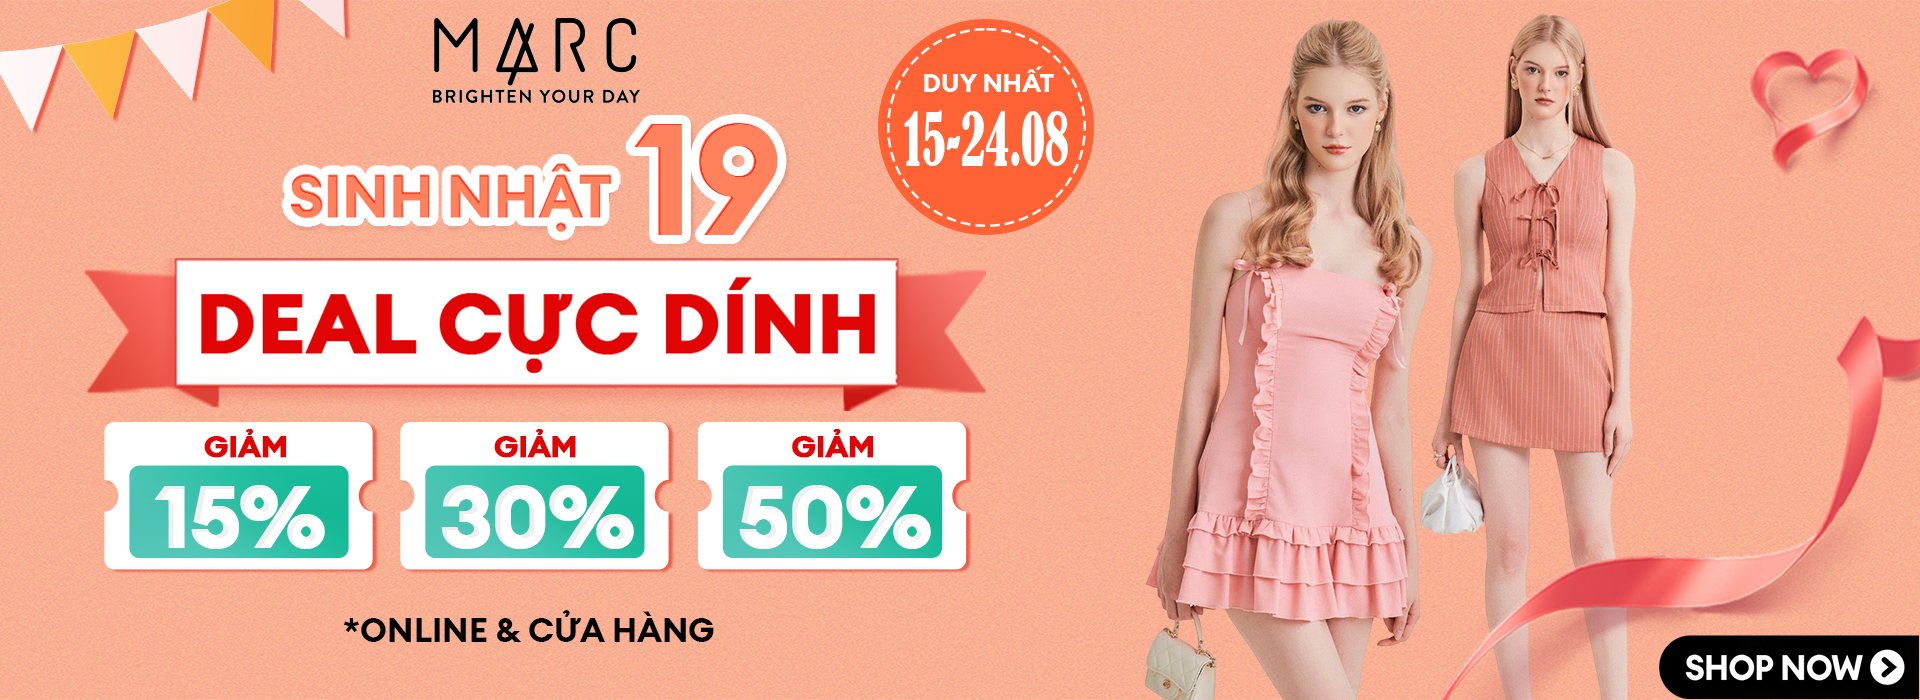 MARC
BRIGHTEN YOUR DAY
SINH NHẬT 19
DUY NHẤT
15-24.08
DEAL CỰC DÍNH
GIẢM
15%
GIẢM
30%
GIẢM
50%
*ONLINE & CỬA HÀNG
SHOP NOW